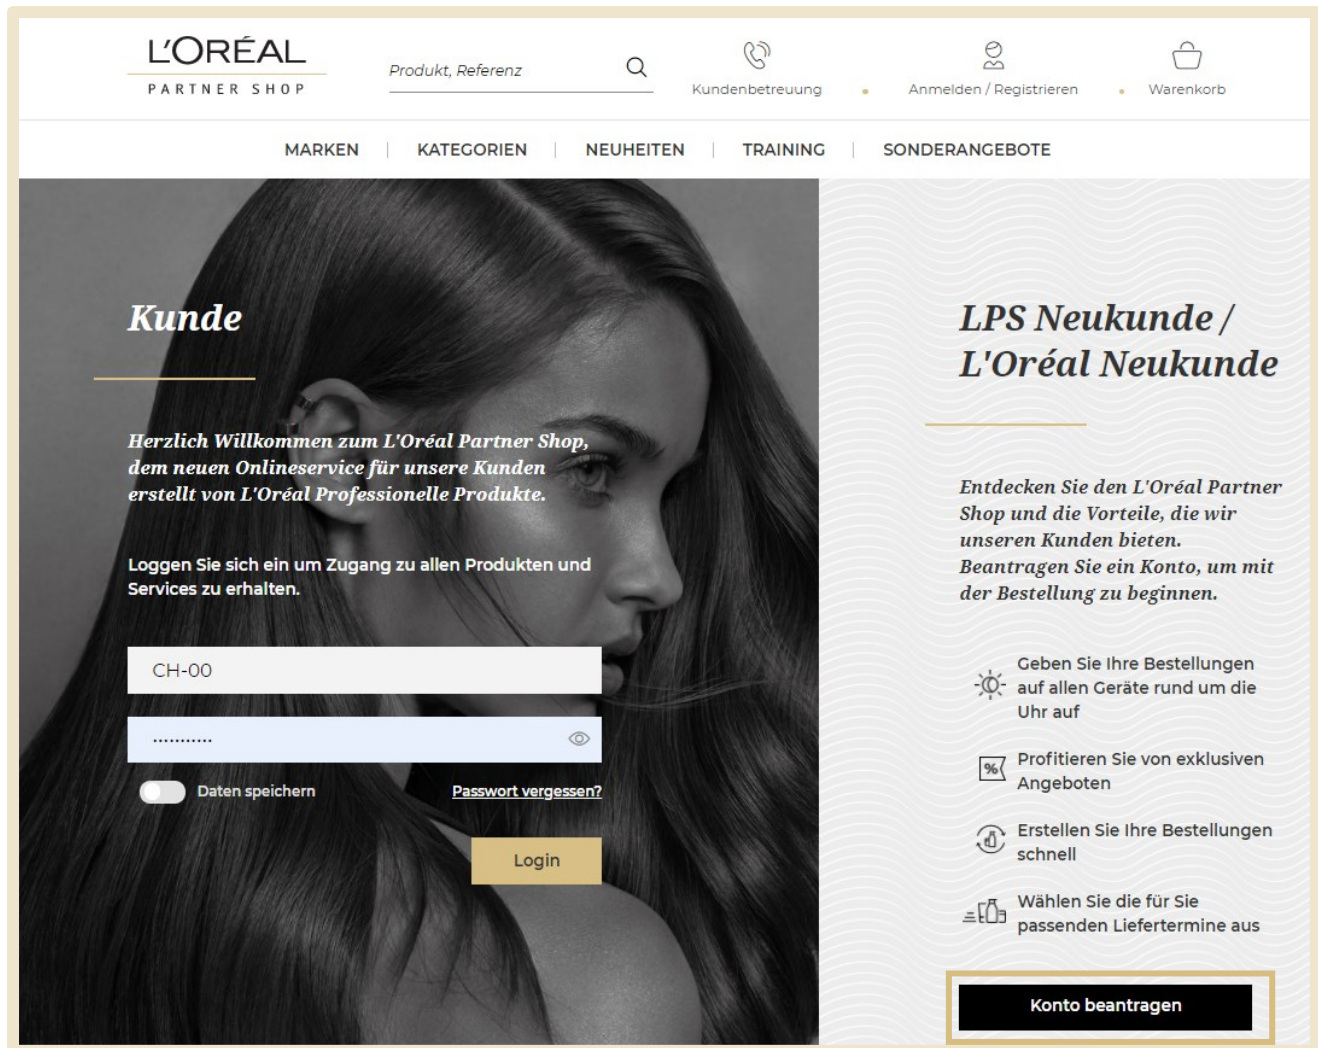 L'ORÉAL
PARTNER SHOP
Produkt, Referenz
Kundenbetreuung
Anmelden / Registrieren
Warenkorb
MARKEN | KATEGORIEN | NEUHEITEN | TRAINING | SONDERANGEBOTE
Kunde
Herzlich Willkommen zum L'Oréal Partner Shop,
dem neuen Onlineservice für unsere Kunden
erstellt von L'Oréal Professionelle Produkte.
Loggen Sie sich ein um Zugang zu allen Produkten und
Services zu erhalten.
CH-00
...........
Daten speichern
Passwort vergessen?
Login
LPS Neukunde /
L'Oréal Neukunde
Entdecken Sie den L'Oréal Partner
Shop und die Vorteile, die wir
unseren Kunden bieten.
Beantragen Sie ein Konto, um mit
der Bestellung zu beginnen.
Geben Sie Ihre Bestellungen
auf allen Geräte rund um die
Uhr auf
%
Profitieren Sie von exklusiven
Angeboten
Erstellen Sie Ihre Bestellungen
schnell
Wählen Sie die für Sie
passenden Liefertermine aus
Konto beantragen